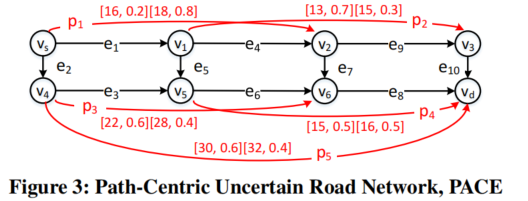 [16, 0.2][18, 0.8] [13, 0.7][15, 0.3]
p1
vs e1 v1 e4 v2 e9 v3
e2 e5 e7 e10
v4 e3 v5 e6 v6 e8 vd
p3 p4
[22, 0.6][28, 0.4] [15, 0.5][16, 0.5]
[30, 0.6][32, 0.4] p5
Figure 3: Path-Centric Uncertain Road Network, PACE